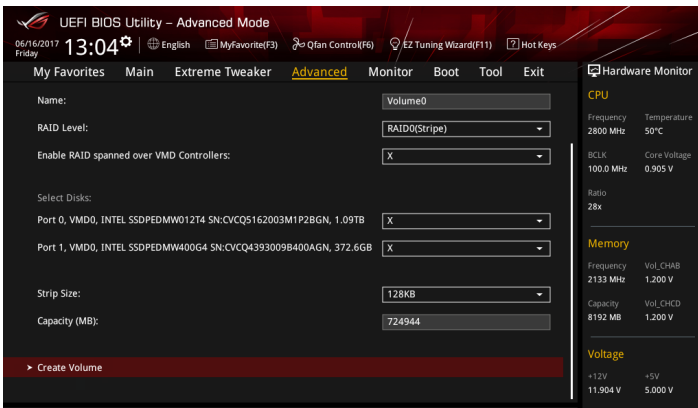 UEFI BIOS Utility – Advanced Mode
06/16/2017 Friday 13:04 English MyFavorite(F3) Qfan Control(F6) EZ Tuning Wizard(F11) ? Hot Keys
My Favorites Main Extreme Tweaker Advanced Monitor Boot Tool Exit
Name: Volume0
RAID Level: RAID0(Stripe)
Enable RAID spanned over VMD Controllers: X
Select Disks:
Port 0, VMD0, INTEL SSDPEDMW012T4 SN:CVCQ5162003M1P2BGN, 1.09TB X
Port 1, VMD0, INTEL SSDPEDMW400G4 SN:CVCQ4393009B400AGN, 372.6GB X
Strip Size: 128KB
Capacity (MB): 724944
> Create Volume
Hardware Monitor
CPU
Frequency Temperature
2800 MHz 50°C
BCLK Core Voltage
100.0 MHz 0.905 V
Ratio
28x
Memory
Frequency Vol_CHAB
2133 MHz 1.200 V
Capacity Vol_CHCD
8192 MB 1.200 V
Voltage
+12V +5V
11.904 V 5.000 V